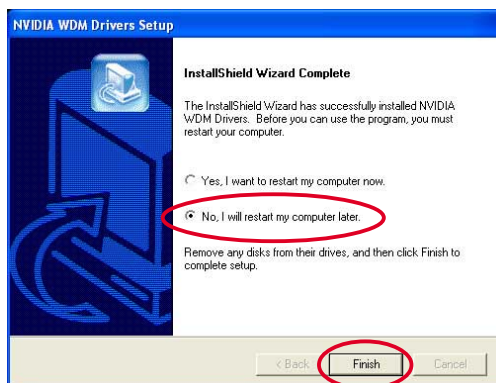 NVIDIA WDM Drivers Setup
InstallShield Wizard Complete
The InstallShield Wizard has successfully installed NVIDIA
WDM Drivers. Before you can use the program, you must
restart your computer.
Yes, I want to restart my computer now.
No, I will restart my computer later.
Remove any disks from their drives, and then click Finish to
complete setup.
< Back
Finish
Cancel